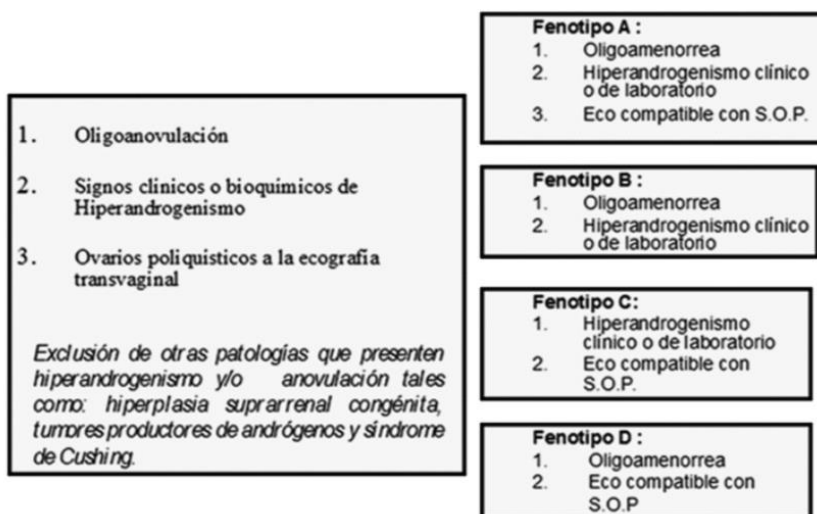 1. Oligoanovulación
2. Signos clínicos o bioquimicos de
Hiperandrogenismo
3. Ovarios poliquisticos a la ecografía
transvaginal
Exclusión de otras patologías que presenten
hiperandrogenismo y/o anovulación tales
como: hiperplasia suprarrenal congénita,
tumores productores de andrógenos y síndrome
de Cushing.
Fenotipo A :
1. Oligoamenorrea
2. Hiperandrogenismo clínico
o de laboratorio
3. Eco compatible con S.O.P.
Fenotipo B :
1. Oligoamenorrea
2. Hiperandrogenismo clínico
o de laboratorio
Fenotipo C:
1. Hiperandrogenismo
clínico o de laboratorio
2. Eco compatible con
S.O.P.
Fenotipo D :
1. Oligoamenorrea
2. Eco compatible con
S.O.P